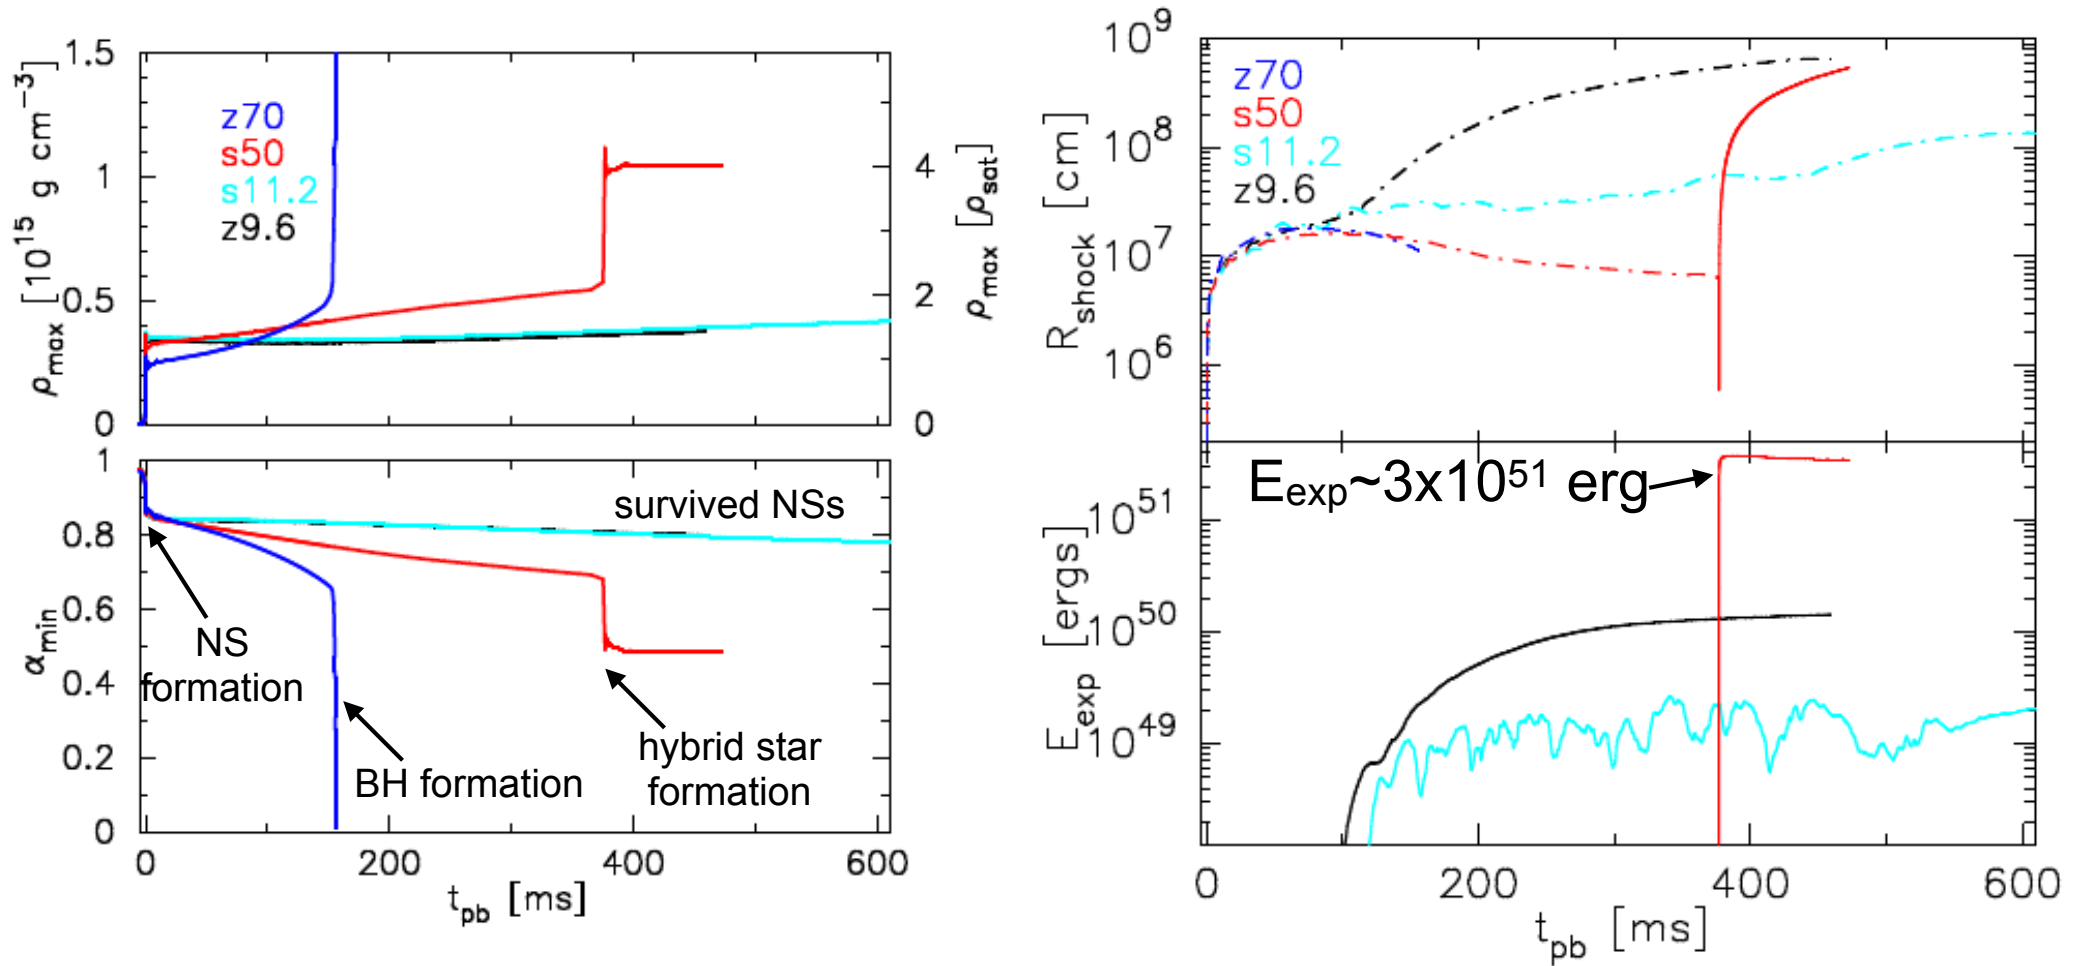 1.5
1
0.5
0
ρmax [10^15 g cm^-3]
z70
s50
s11.2
z9.6
4
2
0
ρmax [ρsat]
1
0.8
0.6
0.4
0.2
0
αmin
survived NSs
NS
formation
BH formation
hybrid star
formation
0 200 400 600
tpb [ms]
10^9
10^8
10^7
10^6
Rshock [cm]
z70
s50
s11.2
z9.6
Eexp~3x10^51 erg
10^51
10^50
10^49
Eexp [ergs]
0 200 400 600
tpb [ms]